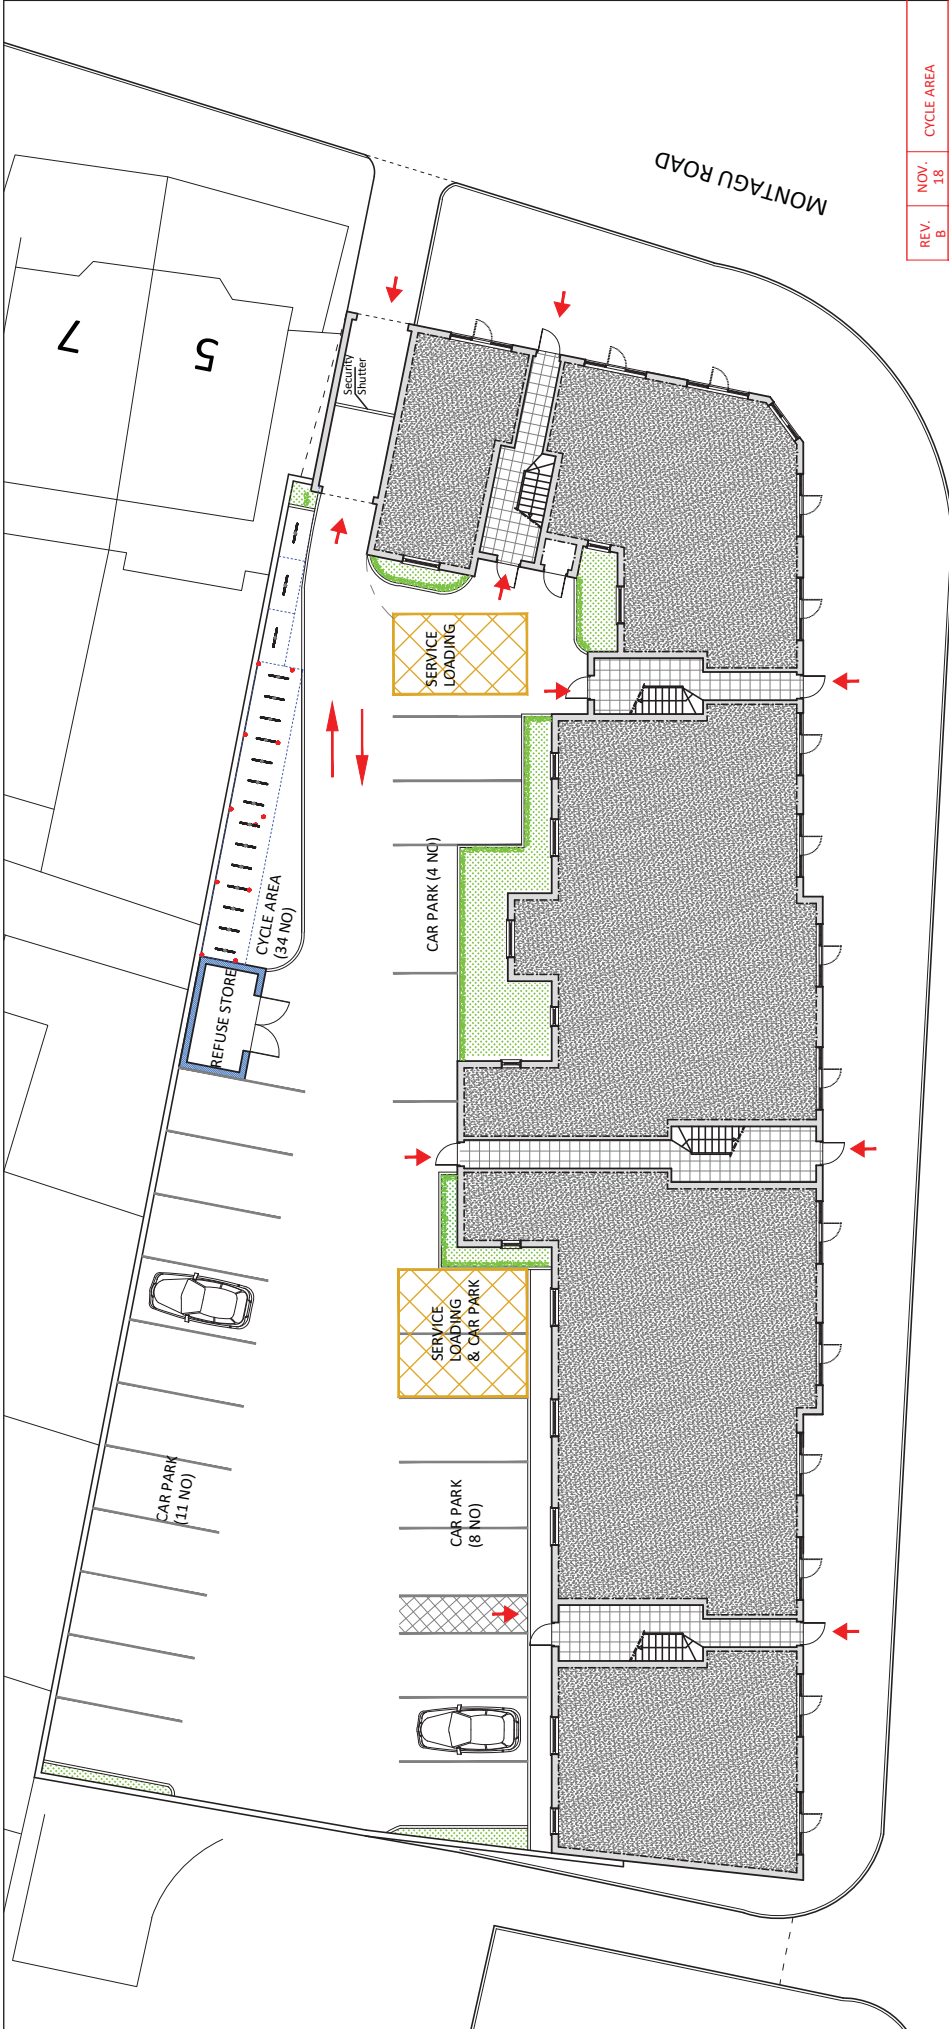 REV.
B
NOV.
18
CYCLE AREA
MONTAGU ROAD
7
5
Security
Shutter
SERVICE
LOADING
CAR PARK (4 NO)
CYCLE AREA
(34 NO)
REFUSE STORE
SERVICE
LOADING
& CAR PARK
CAR PARK
(11 NO)
CAR PARK
(8 NO)